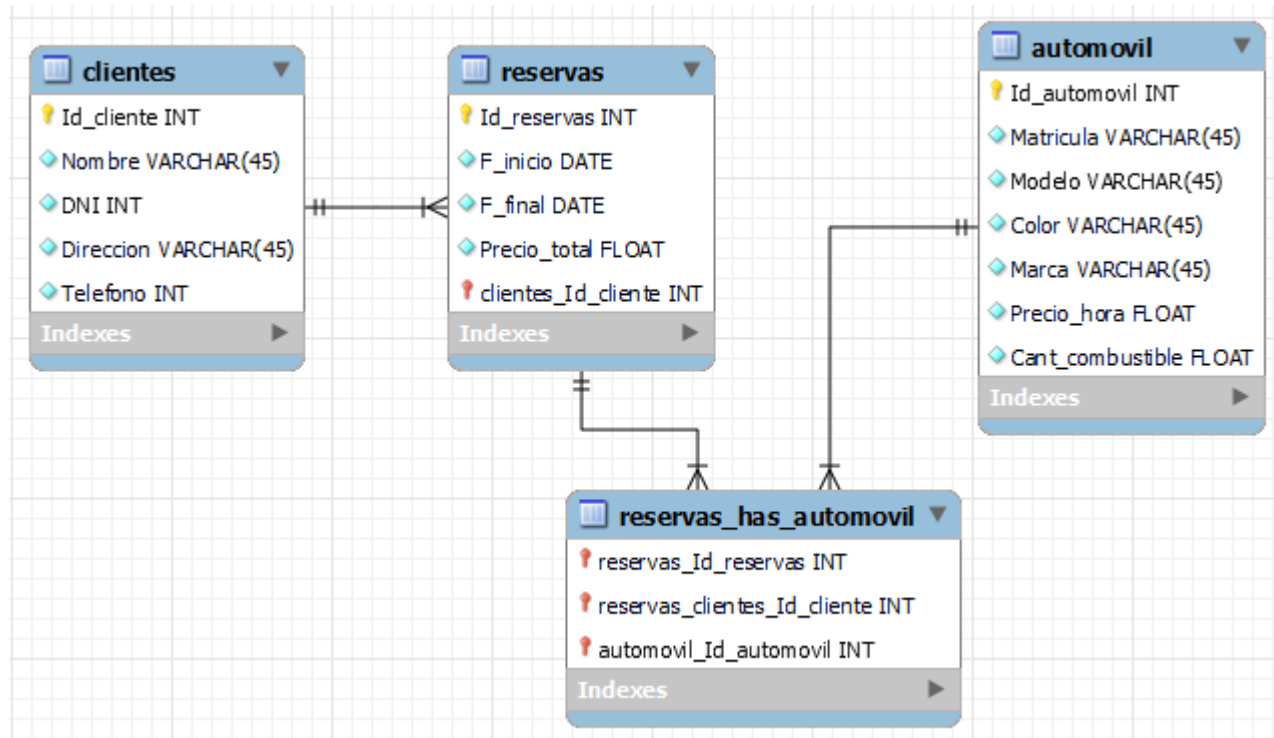 clientes
Id_cliente INT
Nombre VARCHAR(45)
DNI INT
Direccion VARCHAR(45)
Telefono INT
Indexes
reservas
Id_reservas INT
F_inicio DATE
F_final DATE
Precio_total FLOAT
clientes_Id_cliente INT
Indexes
automovil
Id_automovil INT
Matricula VARCHAR(45)
Modelo VARCHAR(45)
Color VARCHAR(45)
Marca VARCHAR(45)
Precio_hora FLOAT
Cant_combustible FLOAT
Indexes
reservas_has_automovil
reservas_Id_reservas INT
reservas_clientes_Id_cliente INT
automovil_Id_automovil INT
Indexes